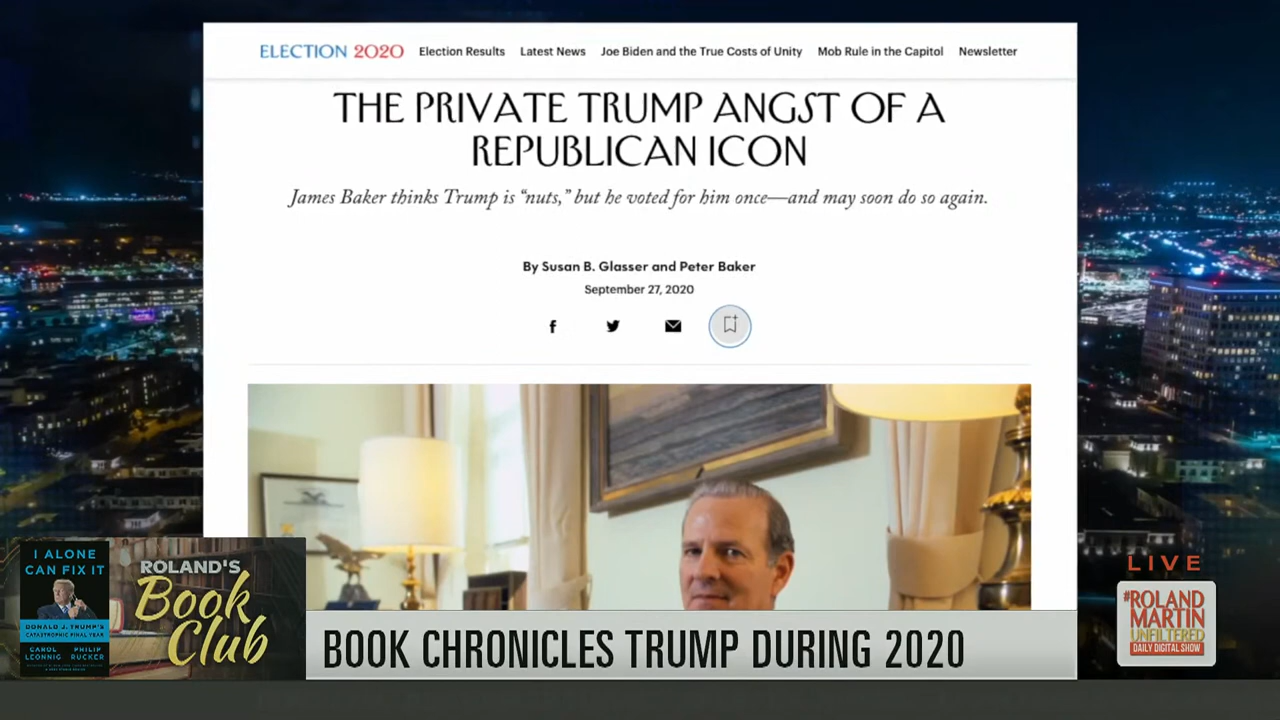 ELECTION 2020 Election Results Latest News Joe Biden and the True Costs of Unity Mob Rule in the Capitol Newsletter
THE PRIVATE TRUMP ANGST OF A
REPUBLICAN ICON
James Baker thinks Trump is “nuts,” but he voted for him once—and may soon do so again.
By Susan B. Glasser and Peter Baker
September 27, 2020
I ALONE
CAN FIX IT
DONALD J. TRUMP'S
CATASTROPHIC FINAL YEAR
CAROL PHILIP
LEONNIG RUCKER
ROLAND'S
Book
Club
BOOK CHRONICLES TRUMP DURING 2020
LIVE
#ROLAND
MARTIN
UNFILTERED
DAILY DIGITAL SHOW